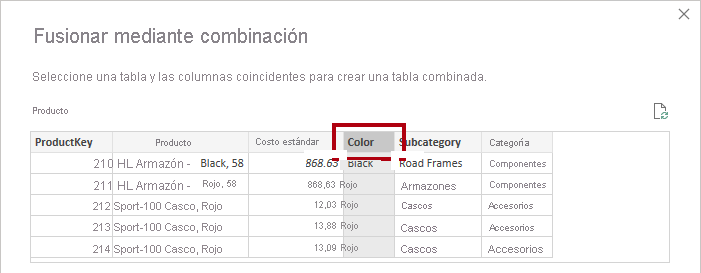 Fusionar mediante combinación
Seleccione una tabla y las columnas coincidentes para crear una tabla combinada.
Producto
ProductKey Producto Costo estándar Color Subcategory Categoría
210 HL Armazón - Black, 58 868.63 Black Road Frames Componentes
211 HL Armazón - Rojo, 58 868,63 Rojo Armazones Componentes
212 Sport-100 Casco, Rojo 12,03 Rojo Cascos Accesorios
213 Sport-100 Casco, Rojo 13,88 Rojo Cascos Accesorios
214 Sport-100 Casco, Rojo 13,09 Rojo Cascos Accesorios